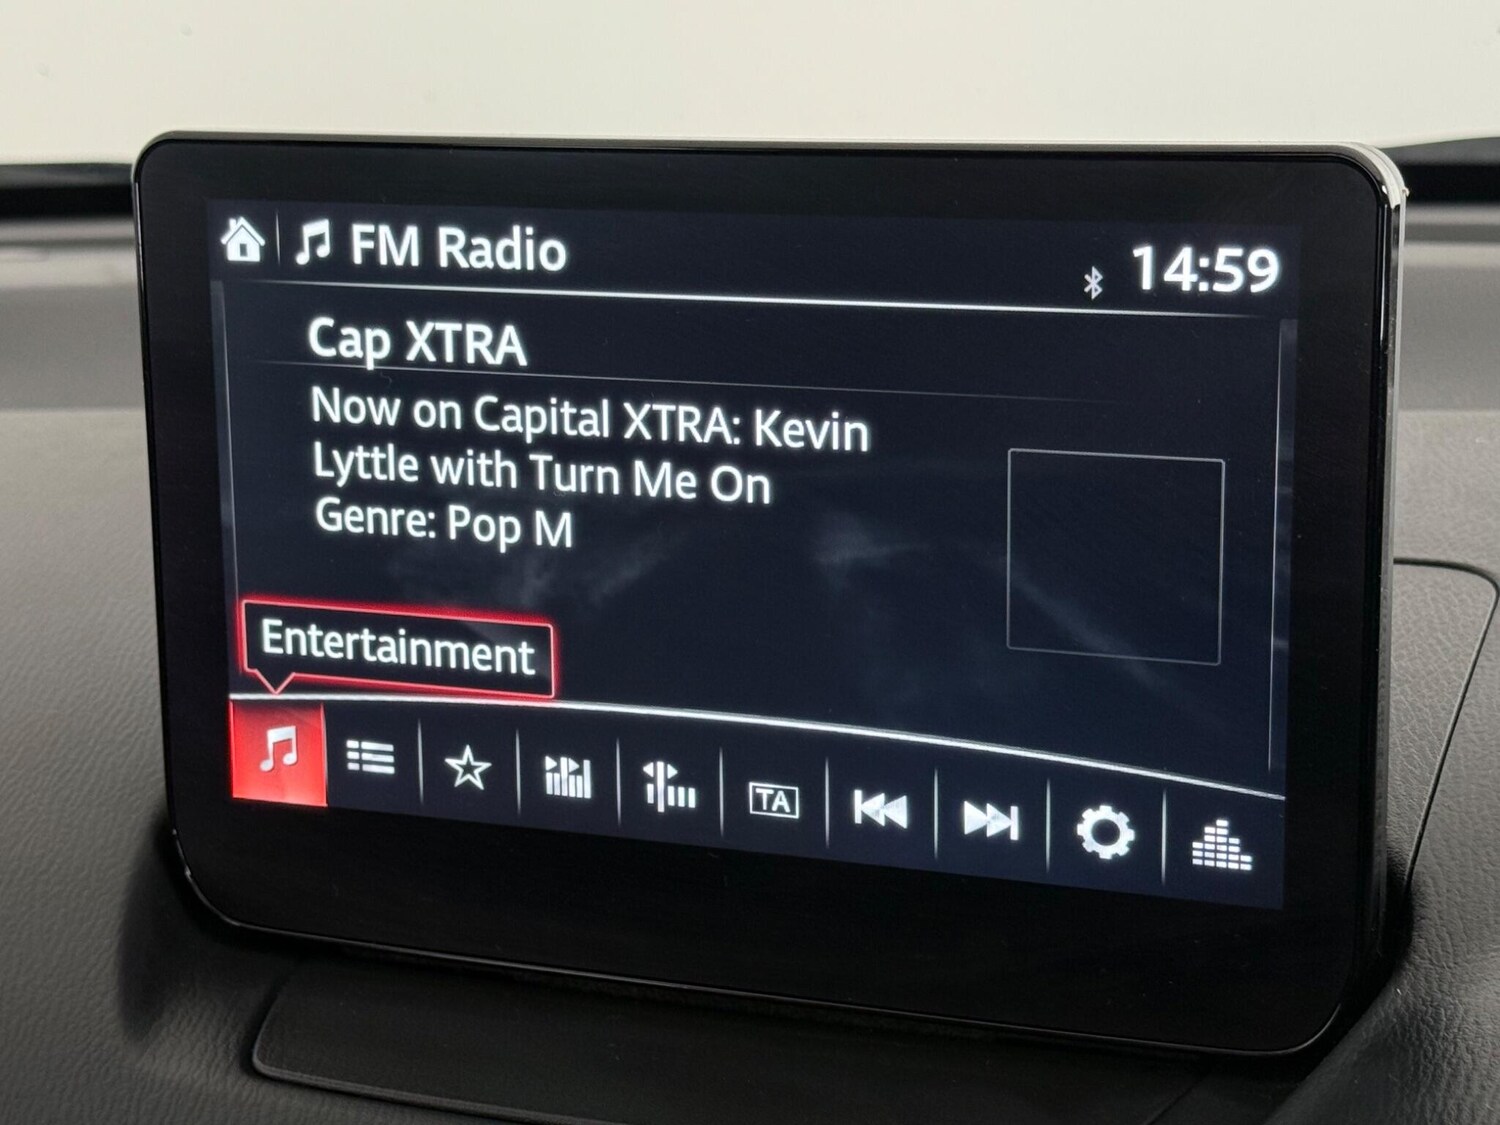 FM Radio
14:59
Cap XTRA
Now on Capital XTRA: Kevin
Lyttle with Turn Me On
Genre: Pop M
Entertainment
TA